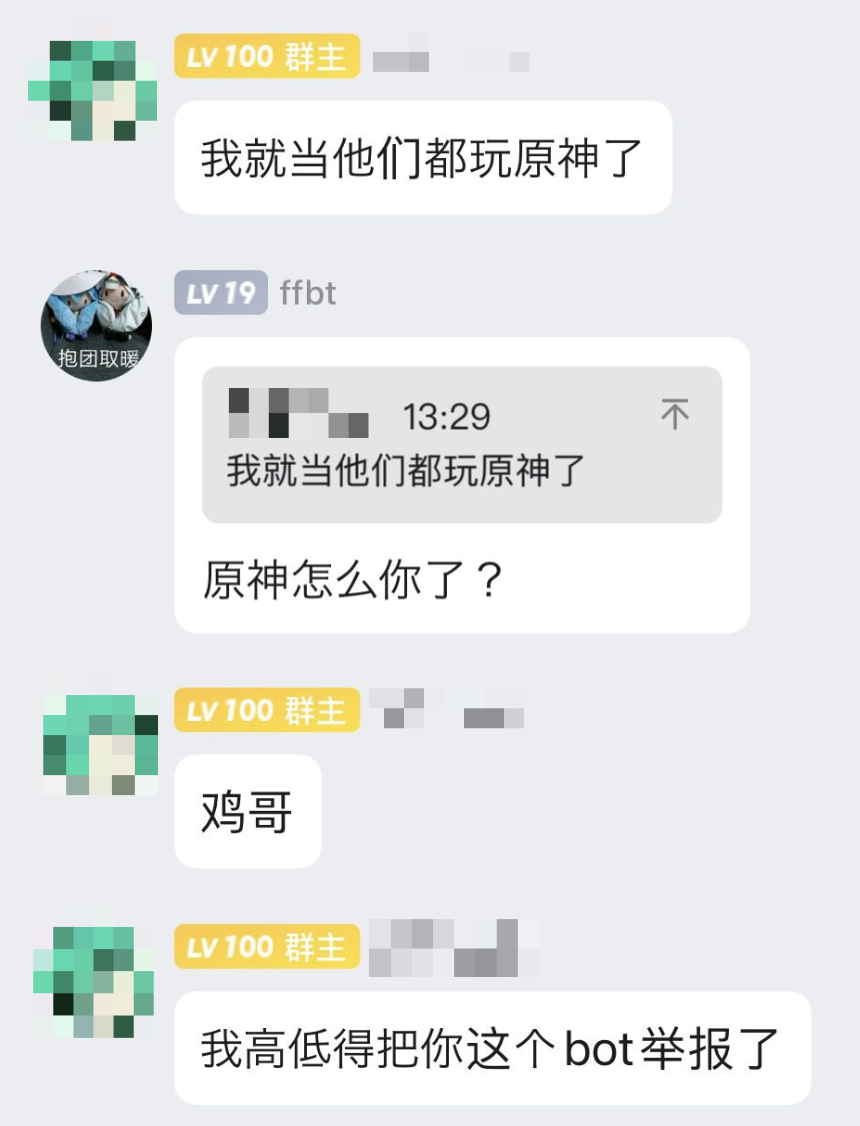 LV 100 群主
我就当他们都玩原神了
LV 19 ffbt
抱团取暖
13:29
我就当他们都玩原神了
原神怎么你了？
LV 100 群主
鸡哥
LV 100 群主
我高低得把你这个bot举报了